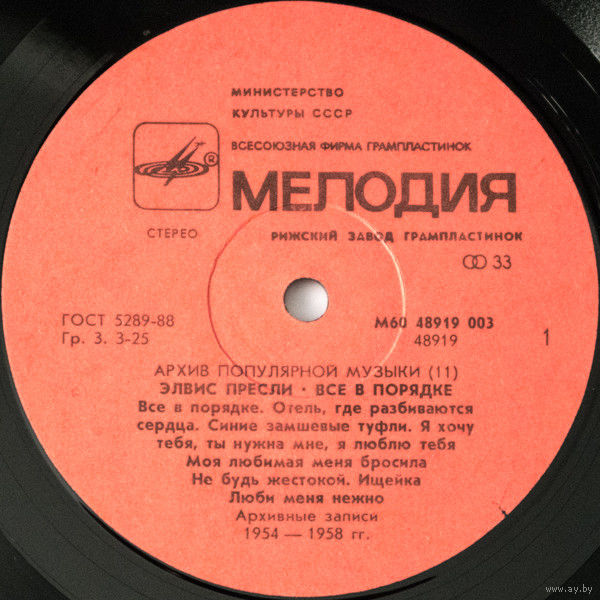 МИНИСТЕРСТВО
КУЛЬТУРЫ СССР
ВСЕСОЮЗНАЯ ФИРМА ГРАМПЛАСТИНОК
®
МЕЛОДИЯ
СТЕРЕО
РИЖСКИЙ ЗАВОД ГРАМПЛАСТИНОК
33
ГОСТ 5289-88
М60 48919 003
Гр. 3. 3-25
48919
1
АРХИВ ПОПУЛЯРНОЙ МУЗЫКИ (11)
ЭЛВИС ПРЕСЛИ · ВСЕ В ПОРЯДКЕ
Все в порядке. Отель, где разбиваются
сердца. Синие замшевые туфли. Я хочу
тебя, ты нужна мне, я люблю тебя
Моя любимая меня бросила
Не будь жестокой. Ищейка
Люби меня нежно
Архивные записи
1954 — 1958 гг.
www.ay.by